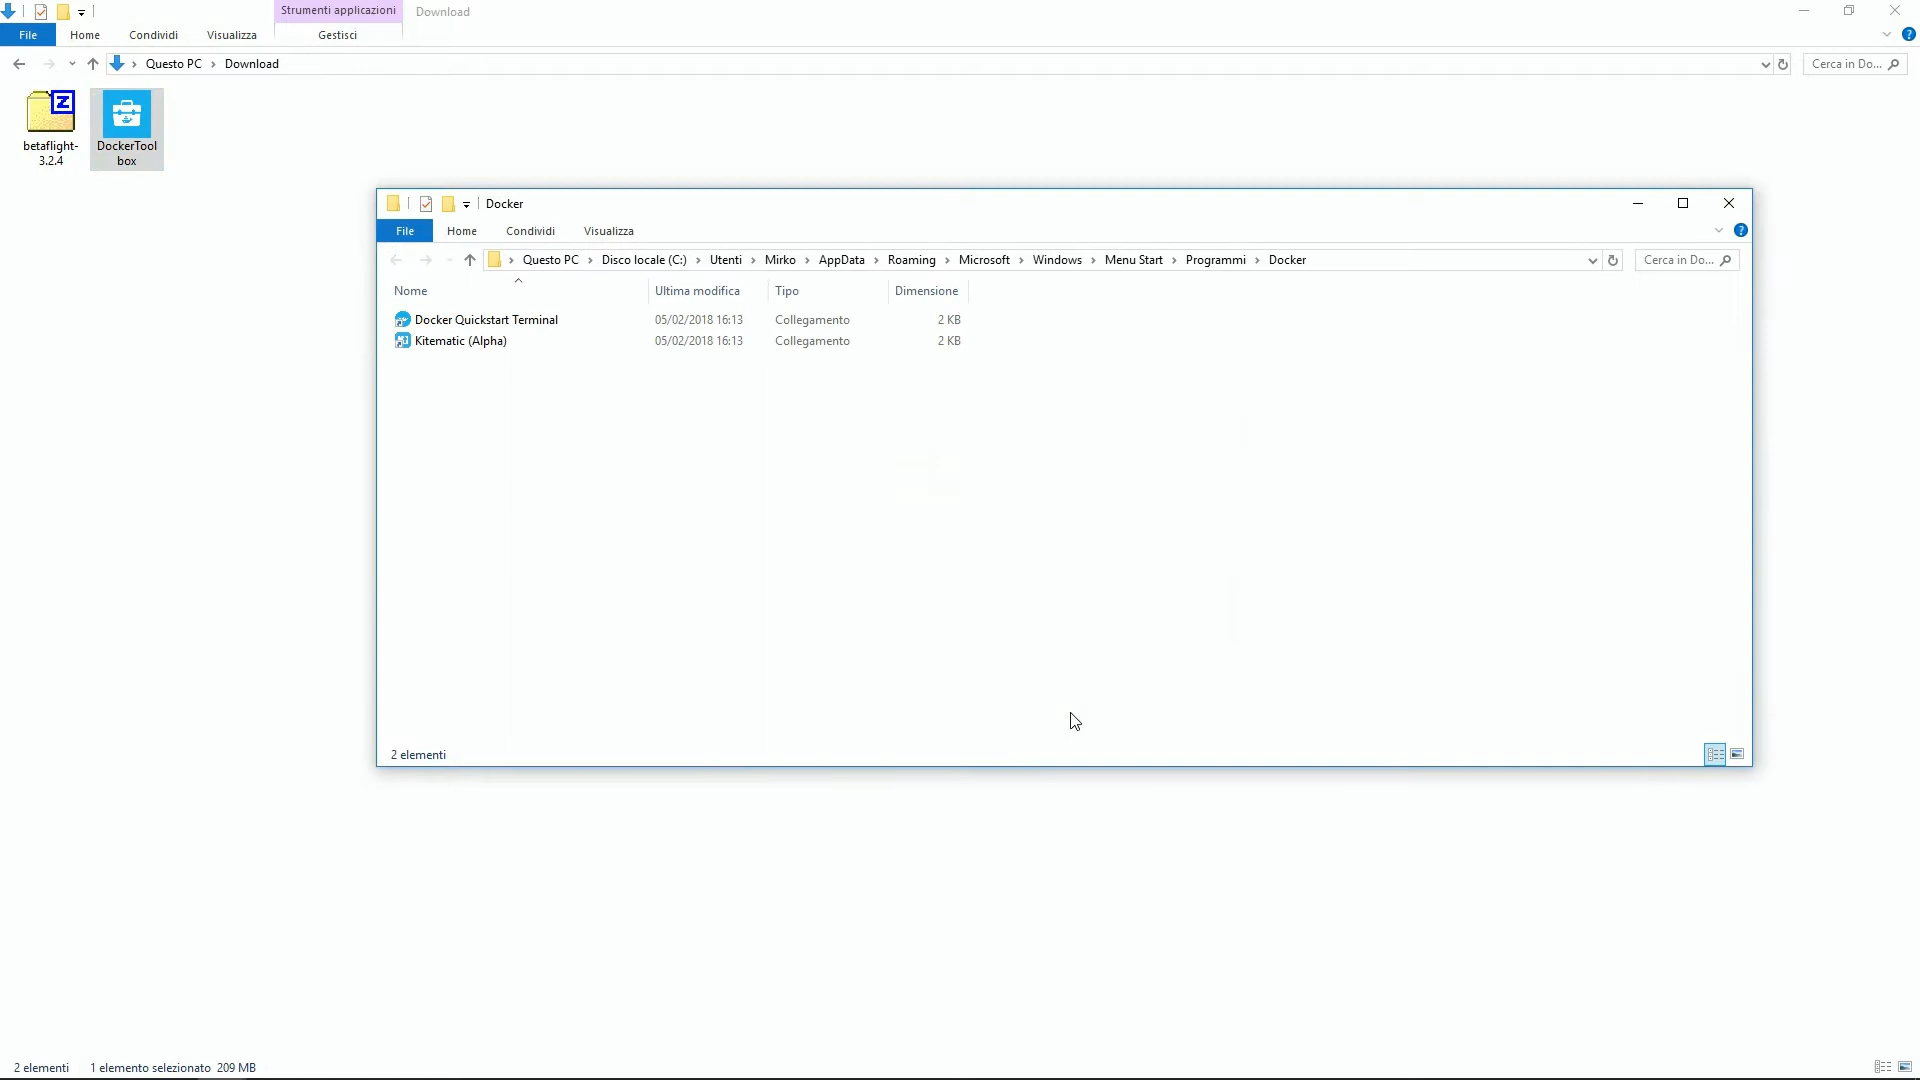 Strumenti applicazioni
Download
File
Home
Condividi
Visualizza
Gestisci
Questo PC
Download
Cerca in Do...
betaflight-
3.2.4
DockerTool
box
Docker
File
Home
Condividi
Visualizza
Questo PC
Disco locale (C:)
Utenti
Mirko
AppData
Roaming
Microsoft
Windows
Menu Start
Programmi
Docker
Cerca in Do...
Nome
Ultima modifica
Tipo
Dimensione
Docker Quickstart Terminal 05/02/2018 16:13 Collegamento 2 KB
Kitematic (Alpha) 05/02/2018 16:13 Collegamento 2 KB
2 elementi
2 elementi 1 elemento selezionato 209 MB